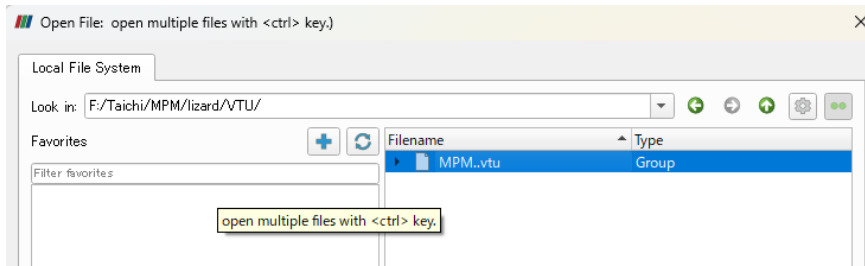 Open File: open multiple files with <ctrl> key.)
Local File System
Look in: F:/Taichi/MPM/lizard/VTU/
Favorites
Filename Type
MPM..vtu Group
Filter favorites
open multiple files with <ctrl> key.